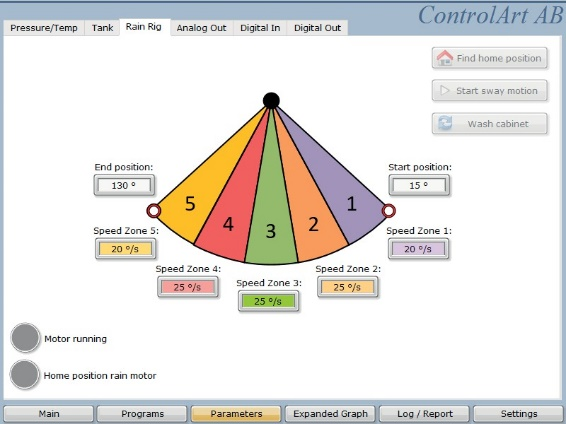 ControlArt AB
Pressure/Temp Tank Rain Rig Analog Out Digital In Digital Out
Find home position
Start sway motion
Wash cabinet
End position:
130 °
Start position:
15 °
5
4
3
2
1
Speed Zone 5:
20 °/s
Speed Zone 1:
20 °/s
Speed Zone 4:
25 °/s
Speed Zone 3:
25 °/s
Speed Zone 2:
25 °/s
Motor running
Home position rain motor
Main Programs Parameters Expanded Graph Log / Report Settings